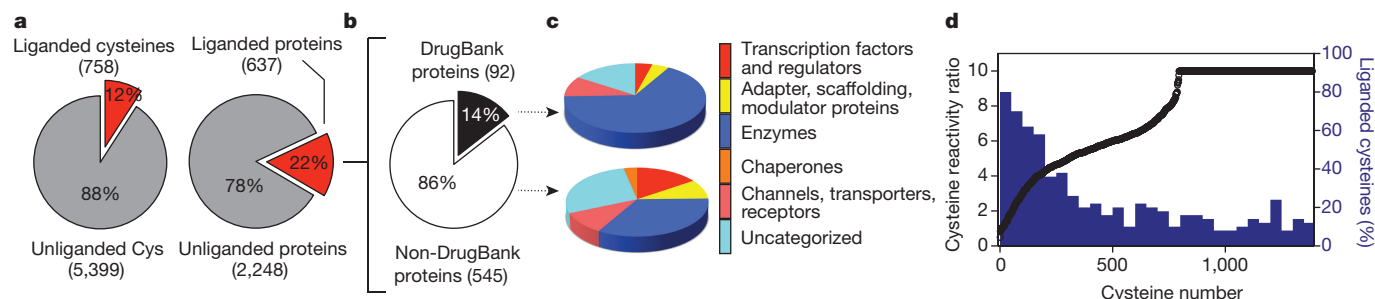 a
Liganded cysteines
(758)
12%
88%
Unliganded Cys
(5,399)
Liganded proteins
(637)
22%
78%
Unliganded proteins
(2,248)
b
DrugBank
proteins (92)
14%
86%
Non-DrugBank
proteins (545)
c
Transcription factors
and regulators
Adapter, scaffolding,
modulator proteins
Enzymes
Chaperones
Channels, transporters,
receptors
Uncategorized
d
Cysteine reactivity ratio
10
8
6
4
2
0
0
500
1,000
Cysteine number
100
80
60
40
20
0
Liganded cysteines (%)